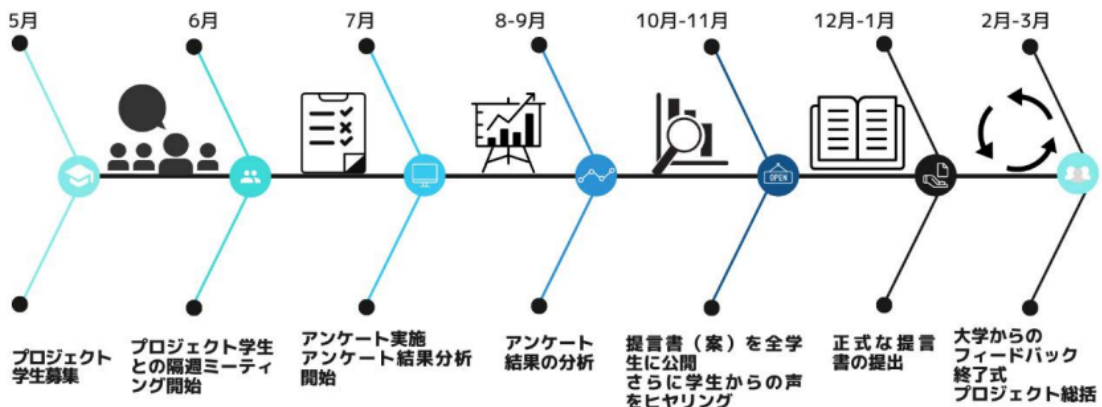 5月
6月
7月
8-9月
10月-11月
12月-1月
2月-3月
OPEN
プロジェクト
学生募集
プロジェクト学生
との隔週ミーティ
ング開始
アンケート実施
アンケート結果分析
開始
アンケート
結果の分析
提言書（案）を全学
生に公開
さらに学生からの声
をヒヤリング
正式な提言
書の提出
大学からの
フィードバック
終了式
プロジェクト総括